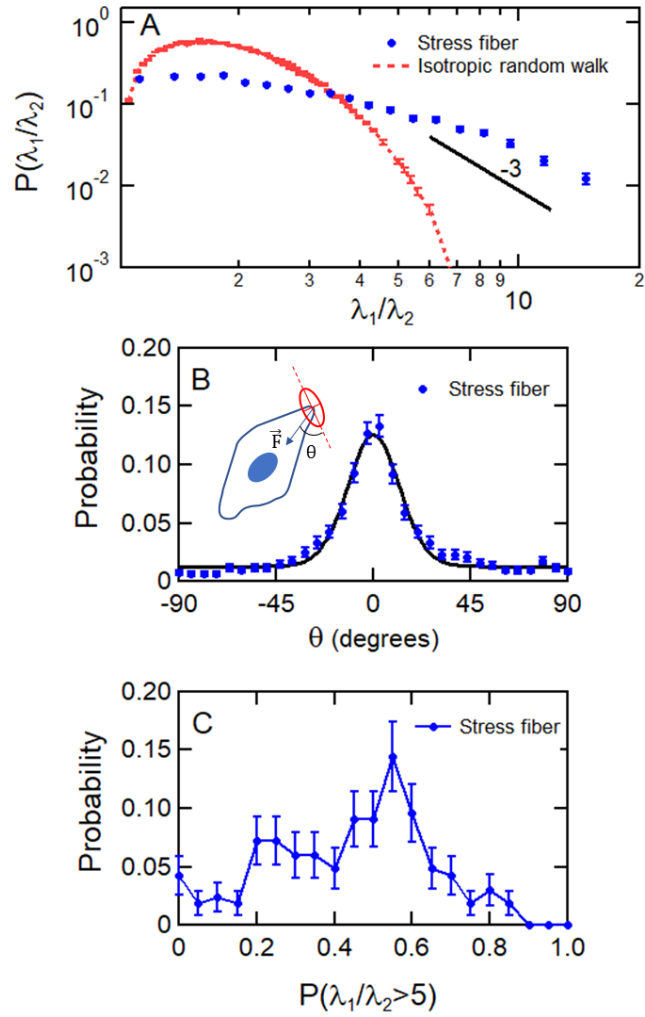 A
10⁰
10⁻¹
10⁻²
10⁻³
P(λ₁/λ₂)
Stress fiber
Isotropic random walk
-3
2 3 4 5 6 7 8 9 10 2
λ₁/λ₂
B
0.20
0.15
0.10
0.05
0
Probability
Stress fiber
F
θ
-90 -45 0 45 90
θ (degrees)
C
0.20
0.15
0.10
0.05
0
Probability
Stress fiber
0 0.2 0.4 0.6 0.8 1.0
P(λ₁/λ₂>5)